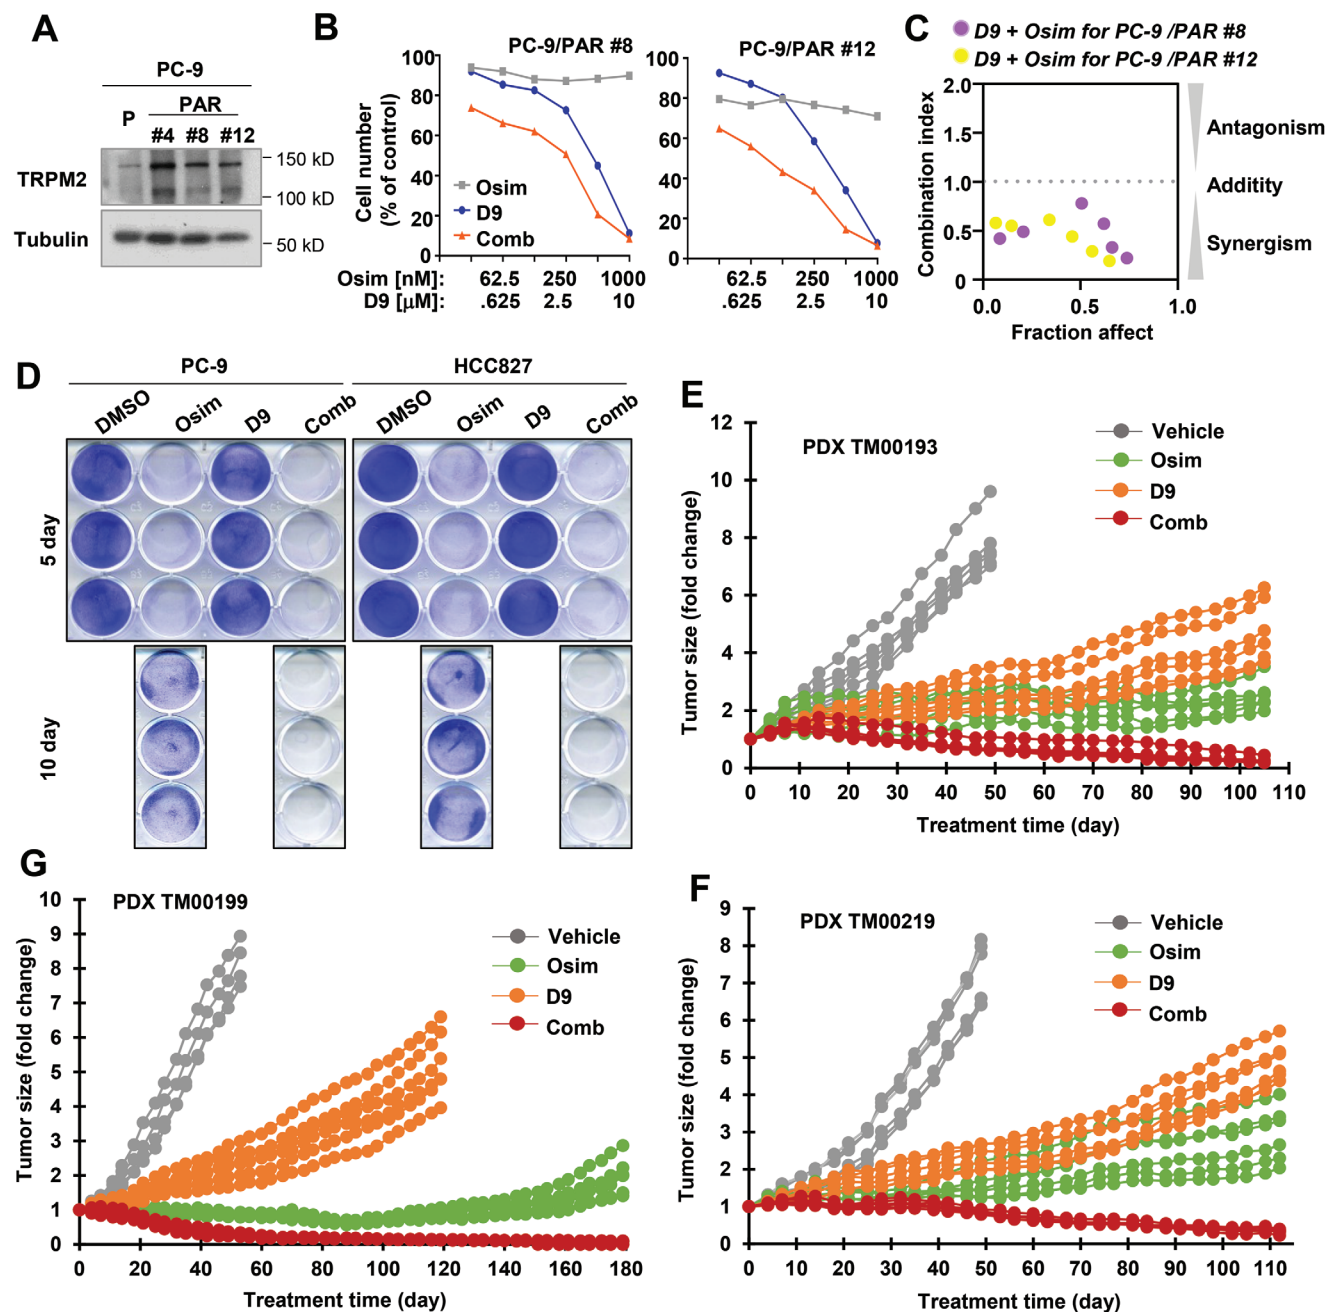 A
PC-9
P
PAR
#4 #8 #12
TRPM2
150 kD
100 kD
Tubulin
50 kD
B
PC-9/PAR #8
PC-9/PAR #12
Cell number
(% of control)
100
80
60
40
20
0
Osim
D9
Comb
100
80
60
40
20
0
Osim [nM]: 62.5 250 1000 62.5 250 1000
D9 [μM]: .625 2.5 10 .625 2.5 10
C
D9 + Osim for PC-9 /PAR #8
D9 + Osim for PC-9 /PAR #12
Combination index
2.0
1.5
1.0
0.5
0
0.0 0.5 1.0
Fraction affect
Antagonism
Additity
Synergism
D
PC-9 HCC827
DMSO Osim D9 Comb DMSO Osim D9 Comb
5 day
10 day
E
PDX TM00193
Vehicle
Osim
D9
Comb
Tumor size (fold change)
12
10
8
6
4
2
0
0 10 20 30 40 50 60 70 80 90 100 110
Treatment time (day)
G
PDX TM00199
Vehicle
Osim
D9
Comb
Tumor size (fold change)
10
9
8
7
6
5
4
3
2
1
0
0 20 40 60 80 100 120 140 160 180
Treatment time (day)
F
PDX TM00219
Vehicle
Osim
D9
Comb
Tumor size (fold change)
9
8
7
6
5
4
3
2
1
0
0 10 20 30 40 50 60 70 80 90 100 110
Treatment time (day)